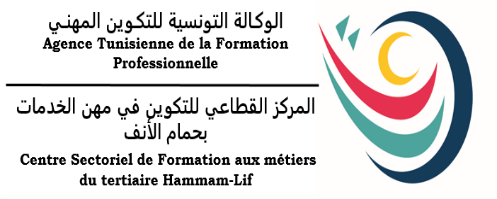 الوكالة التونسية للتكوين المهني
Agence Tunisienne de la Formation
Professionnelle
المركز القطاعي للتكوين في مهن الخدمات
بحمام الأنف
Centre Sectoriel de Formation aux métiers
du tertiaire Hammam-Lif